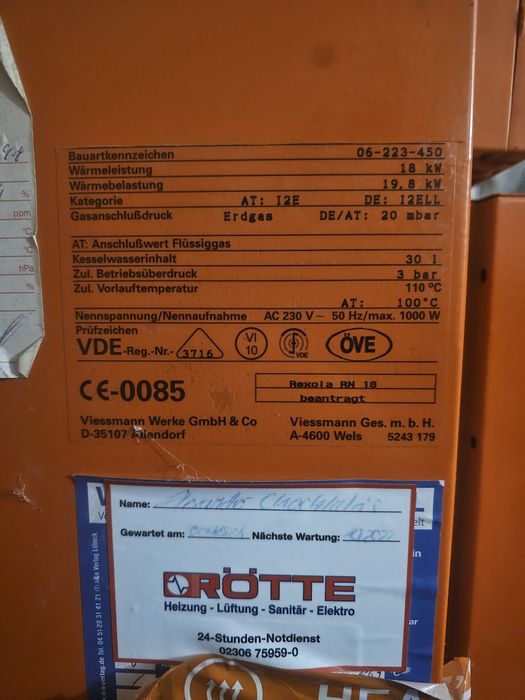 Bauartkennzeichen 06-223-450
Wärmeleistung 18 kW
Wärmebelastung 19,8 kW
Kategorie AT: I2E DE: I2ELL
Gasanschlußdruck Erdgas DE/AT: 20 mbar
AT: Anschlußwert Flüssiggas
Kesselwasserinhalt 30 l
Zul. Betriebsüberdruck 3 bar
Zul. Vorlauftemperatur 110 °C
AT: 100°C
Nennspannung/Nennaufnahme AC 230 V~ 50 Hz/max. 1000 W
Prüfzeichen
VDE-Reg.-Nr.- 3716 VI 10 VDE ÖVE
CE-0085
Rexola RN 18
beantragt
Viessmann Werke GmbH & Co Viessmann Ges. m. b. H.
D-35107 Allendorf A-4600 Wels 5243 179
%
ppm
°C
°C
hPa
%
Name:
Gewartet am: Nächste Wartung:
RÖTTE
Heizung - Lüftung - Sanitär - Elektro
24-Stunden-Notdienst
02306 75959-0
HEA